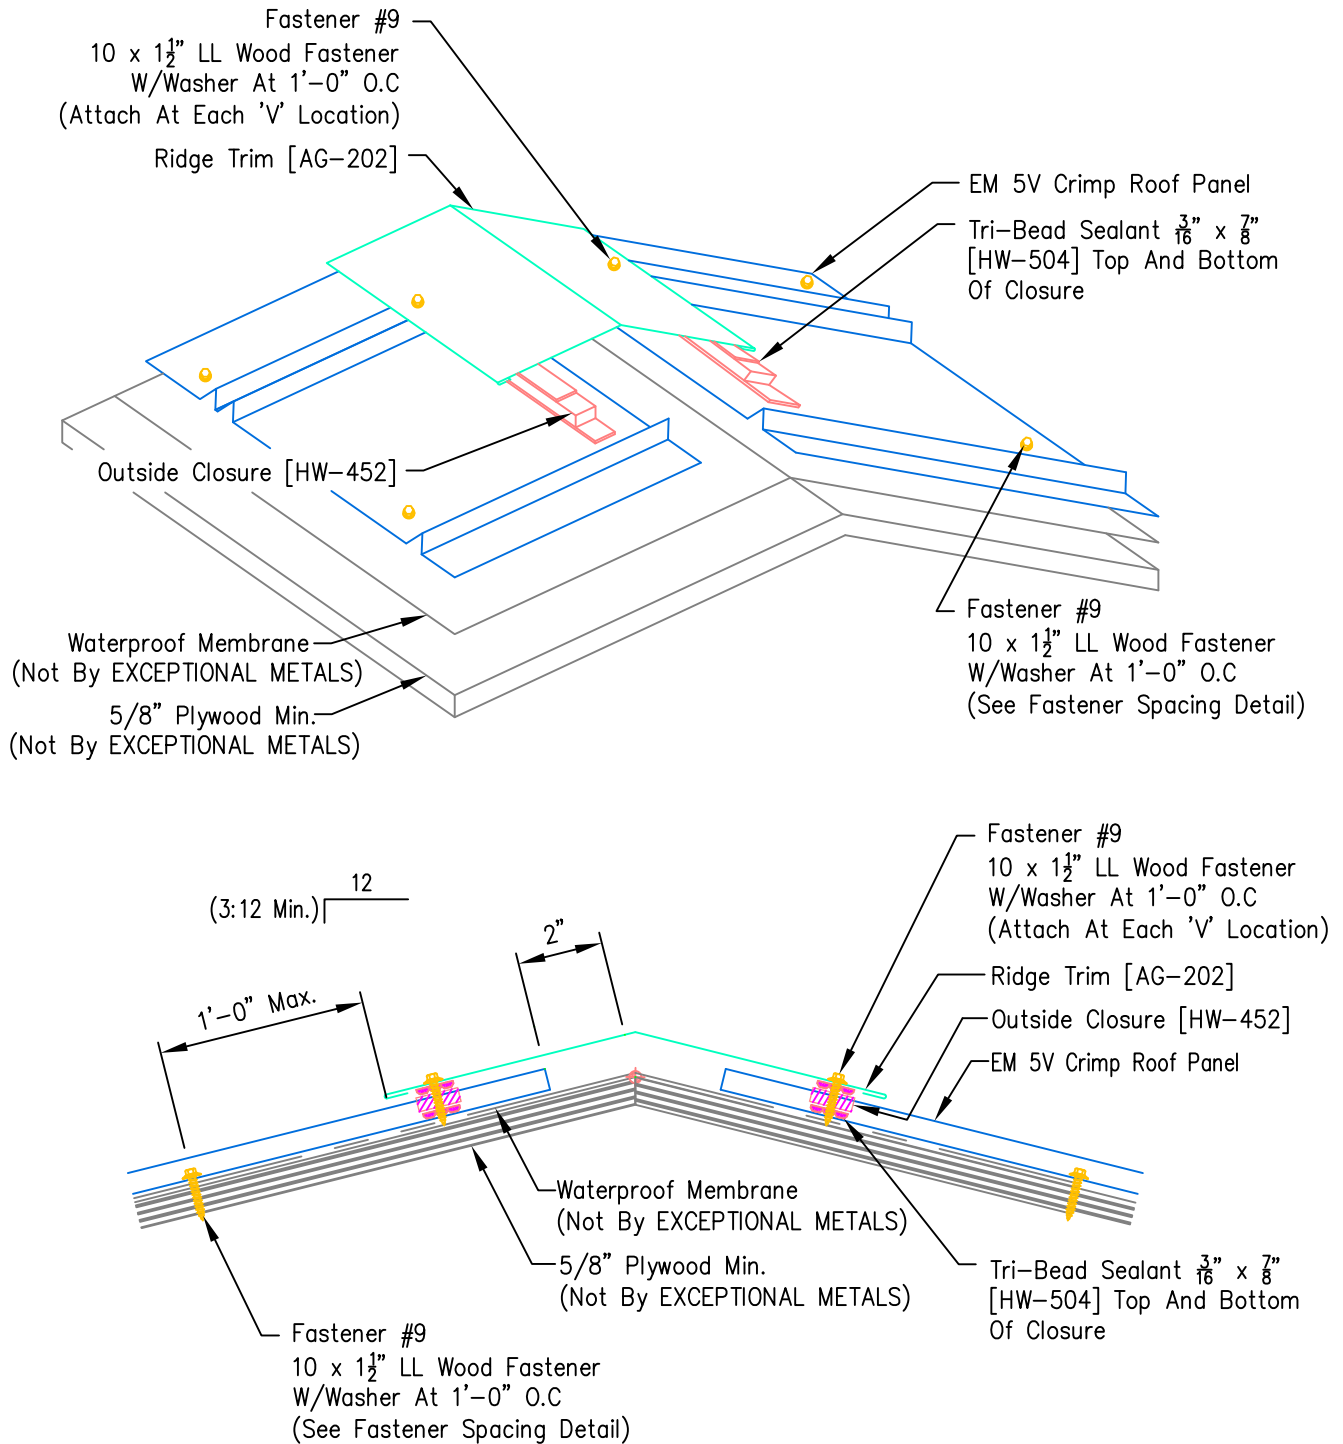 Fastener #9
10 x 1½" LL Wood Fastener
W/Washer At 1'-0" O.C
(Attach At Each 'V' Location)
Ridge Trim [AG-202]
EM 5V Crimp Roof Panel
Tri-Bead Sealant 3/16" x 7/8"
[HW-504] Top And Bottom
Of Closure
Outside Closure [HW-452]
Waterproof Membrane
(Not By EXCEPTIONAL METALS)
5/8" Plywood Min.
(Not By EXCEPTIONAL METALS)
Fastener #9
10 x 1½" LL Wood Fastener
W/Washer At 1'-0" O.C
(See Fastener Spacing Detail)
12
(3:12 Min.)
2"
1'-0" Max.
Fastener #9
10 x 1½" LL Wood Fastener
W/Washer At 1'-0" O.C
(Attach At Each 'V' Location)
Ridge Trim [AG-202]
Outside Closure [HW-452]
EM 5V Crimp Roof Panel
Waterproof Membrane
(Not By EXCEPTIONAL METALS)
5/8" Plywood Min.
(Not By EXCEPTIONAL METALS)
Tri-Bead Sealant 3/16" x 7/8"
[HW-504] Top And Bottom
Of Closure
Fastener #9
10 x 1½" LL Wood Fastener
W/Washer At 1'-0" O.C
(See Fastener Spacing Detail)